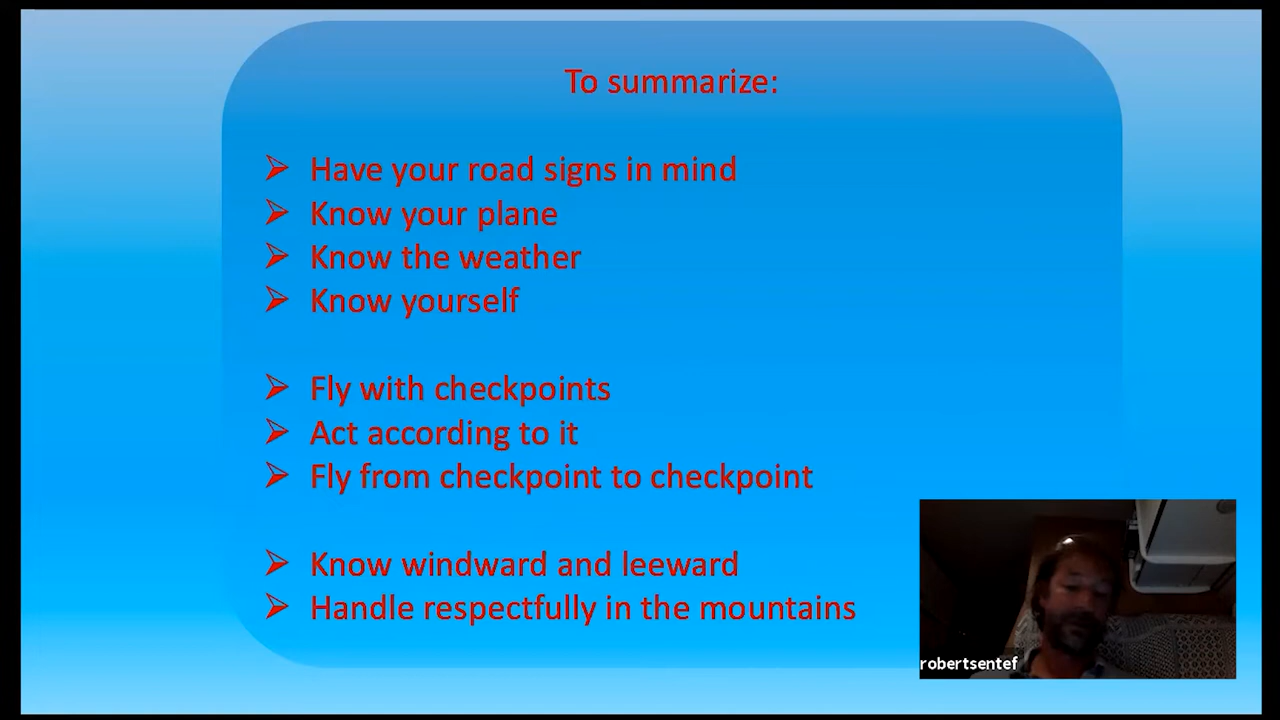 To summarize:
Have your road signs in mind
Know your plane
Know the weather
Know yourself
Fly with checkpoints
Act according to it
Fly from checkpoint to checkpoint
Know windward and leeward
Handle respectfully in the mountains
robertsentef